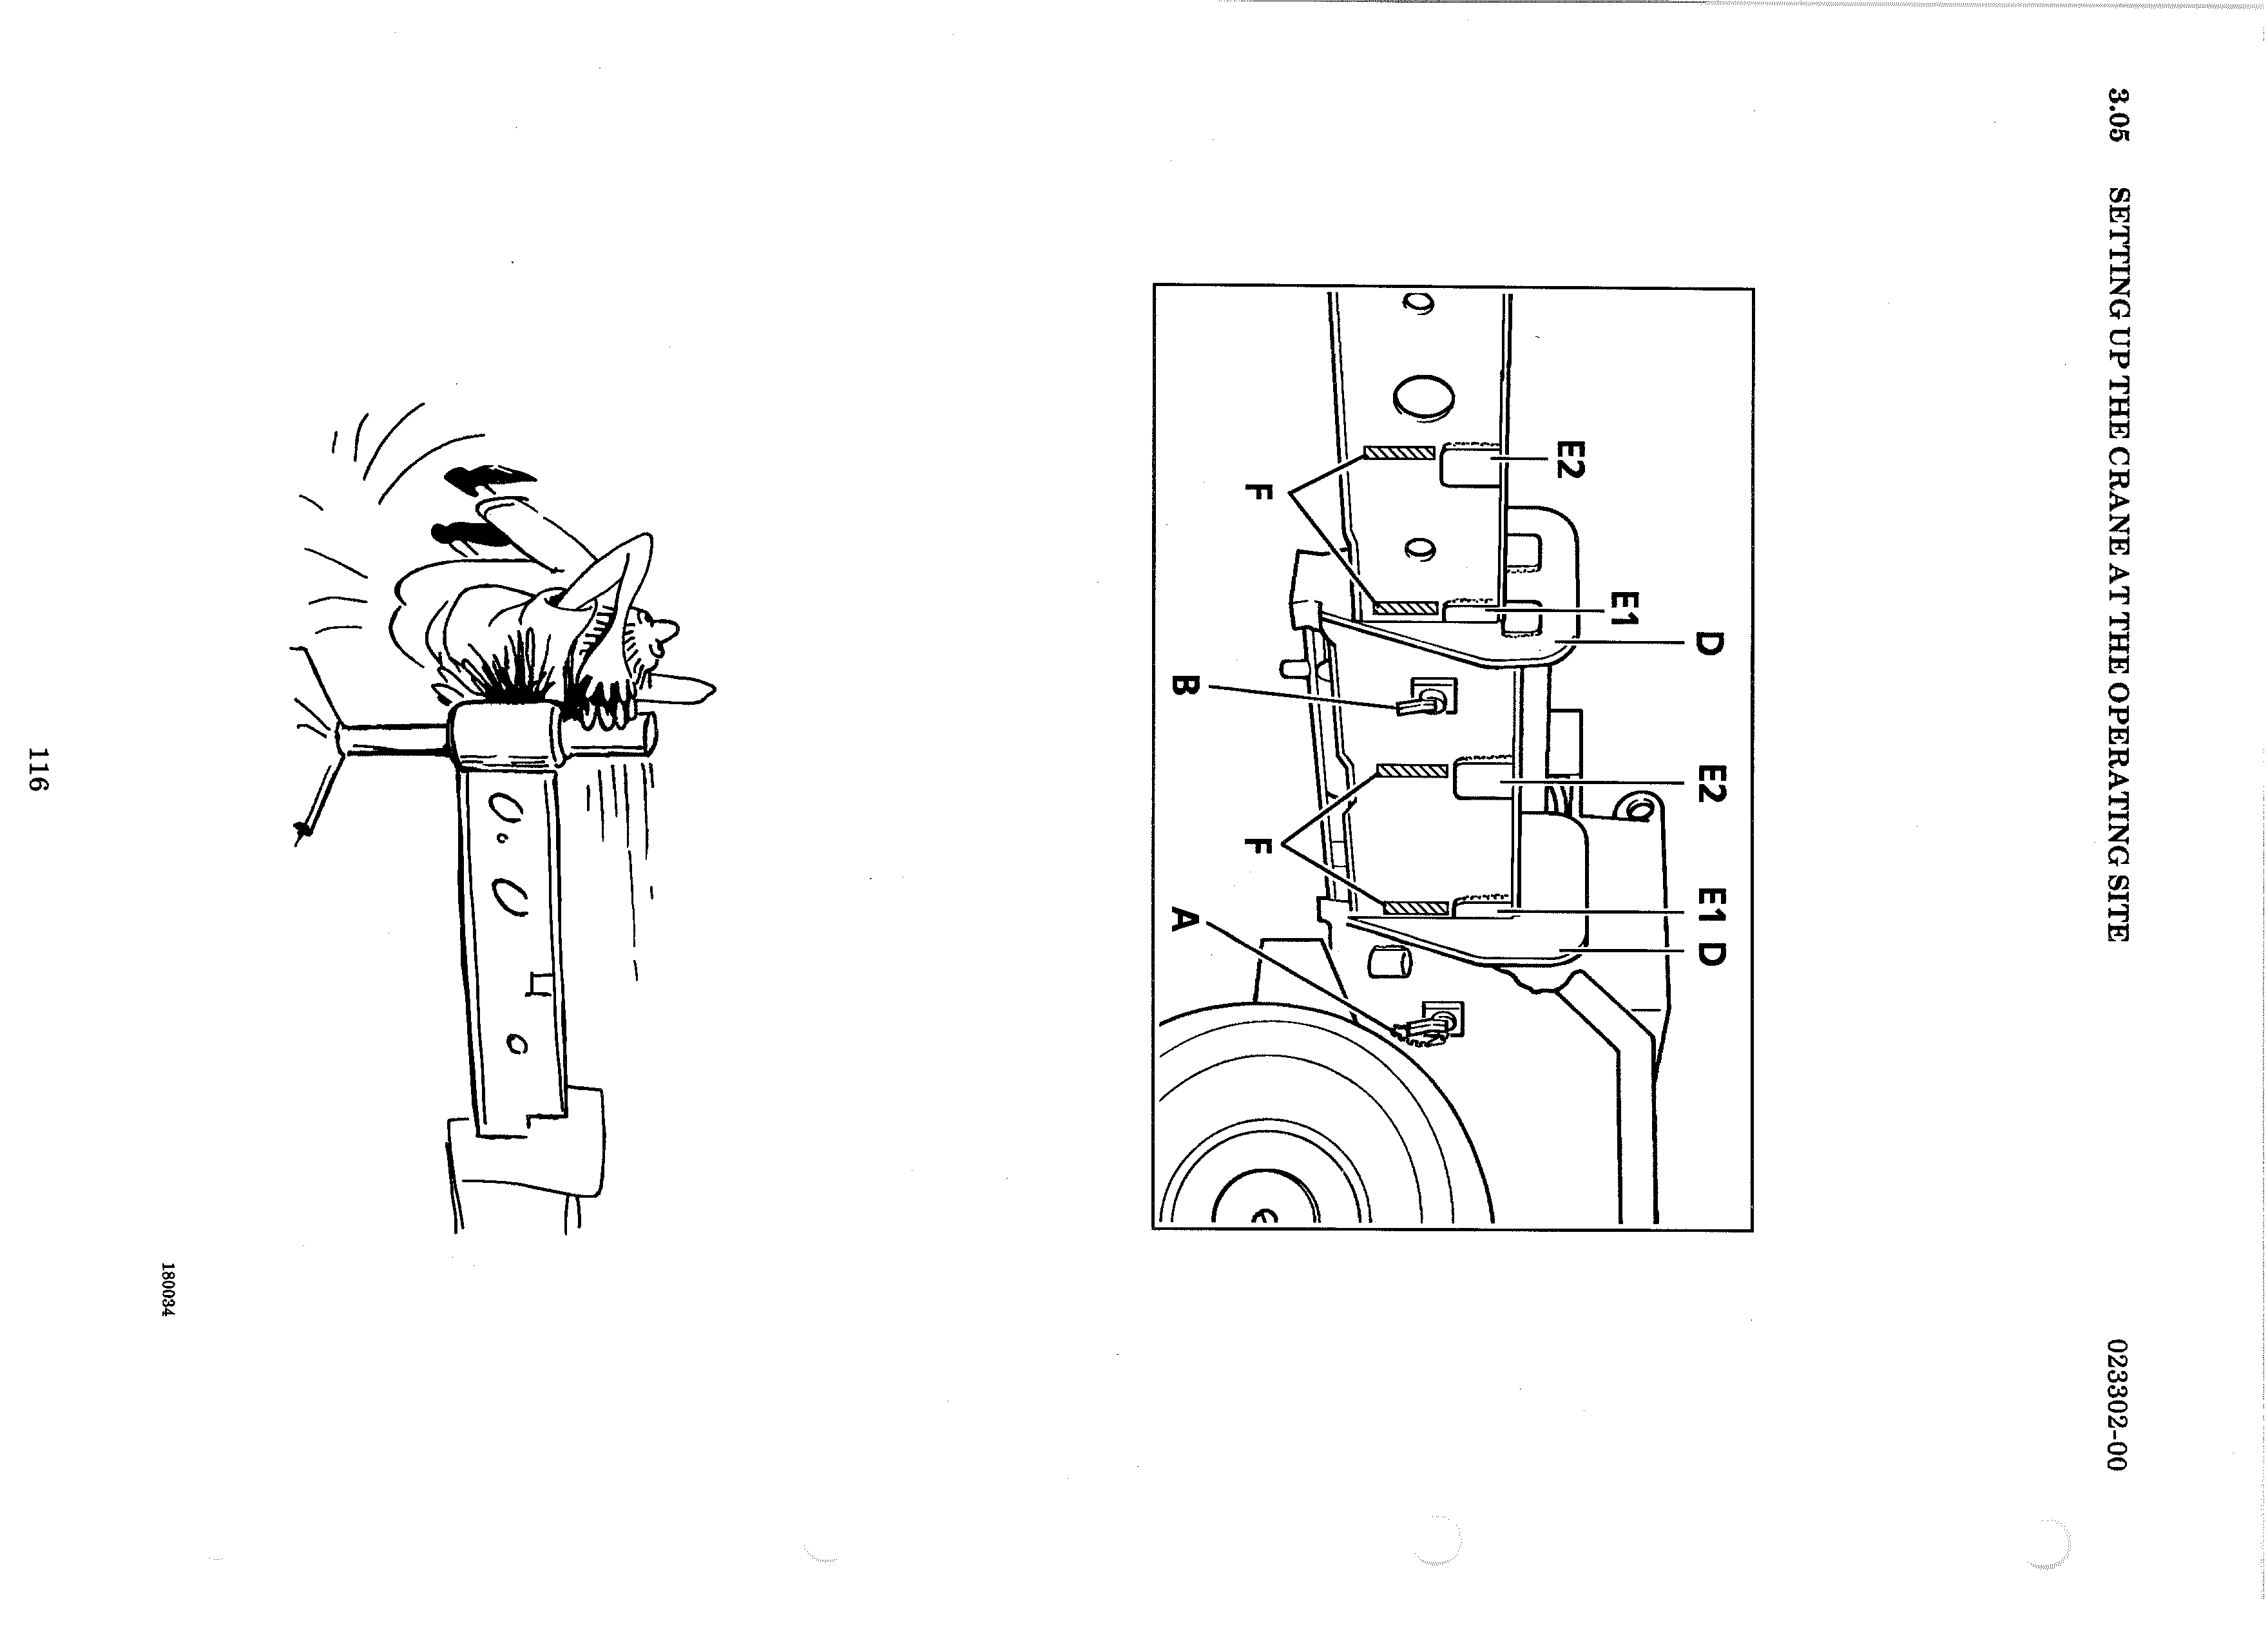 3.05 SETTING UP THE CRANE AT THE OPERATING SITE 023302-00
E2
E1
D
E2
E1 D
F
B
F
A
180034
116